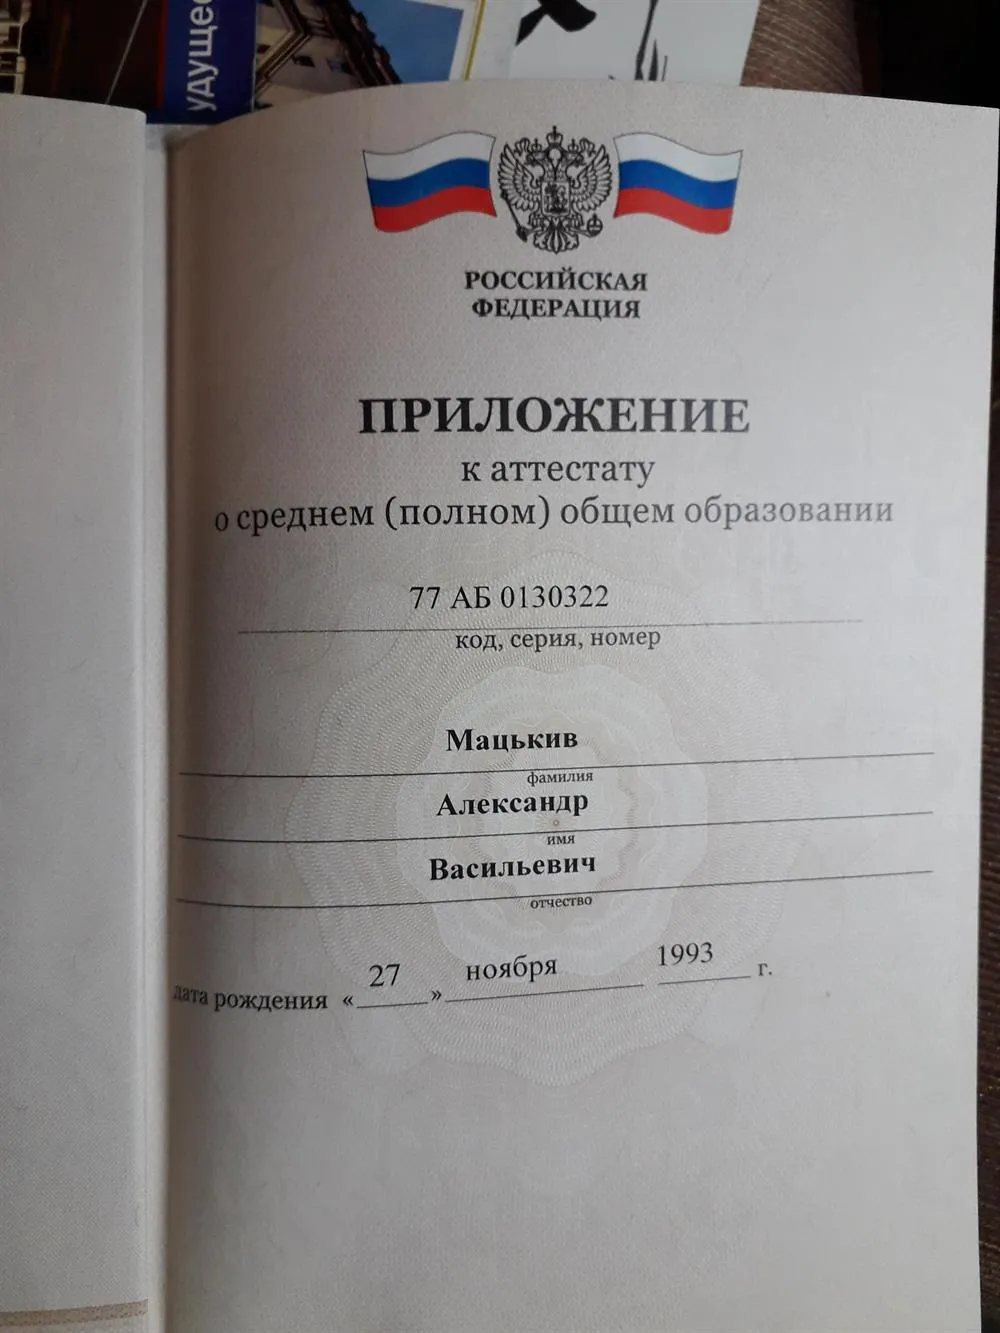 РОССИЙСКАЯ
ФЕДЕРАЦИЯ
ПРИЛОЖЕНИЕ
к аттестату
о среднем (полном) общем образовании
77 АБ 0130322
код, серия, номер
Мацькив
фамилия
Александр
имя
Васильевич
отчество
дата рождения « 27 » ноября 1993 г.